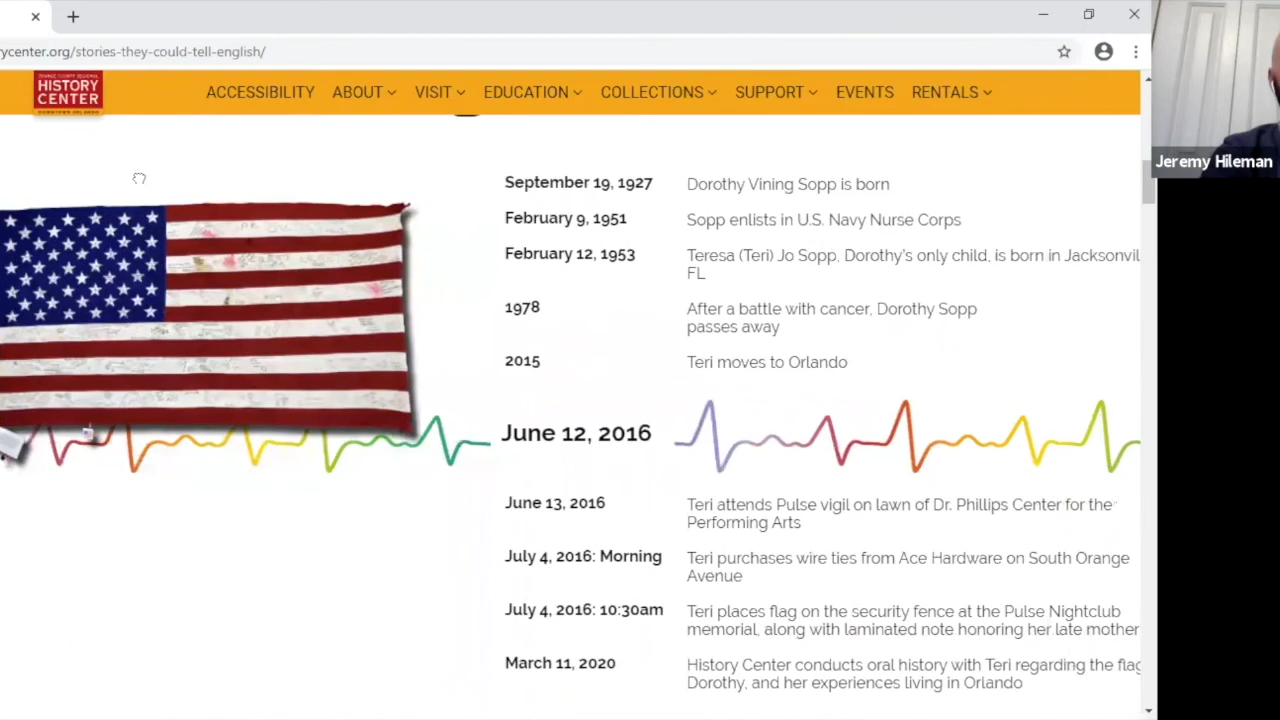 ycenter.org/stories-they-could-tell-english/
ORANGE COUNTY REGIONAL
HISTORY
CENTER
DOWNTOWN ORLANDO
ACCESSIBILITY ABOUT VISIT EDUCATION COLLECTIONS SUPPORT EVENTS RENTALS
Jeremy Hileman
September 19, 1927 Dorothy Vining Sopp is born
February 9, 1951 Sopp enlists in U.S. Navy Nurse Corps
February 12, 1953 Teresa (Teri) Jo Sopp, Dorothy's only child, is born in Jacksonvil
FL
1978 After a battle with cancer, Dorothy Sopp
passes away
2015 Teri moves to Orlando
June 12, 2016
June 13, 2016 Teri attends Pulse vigil on lawn of Dr. Phillips Center for the
Performing Arts
July 4, 2016: Morning Teri purchases wire ties from Ace Hardware on South Orange
Avenue
July 4, 2016: 10:30am Teri places flag on the security fence at the Pulse Nightclub
memorial, along with laminated note honoring her late mother
March 11, 2020 History Center conducts oral history with Teri regarding the flag
Dorothy, and her experiences living in Orlando